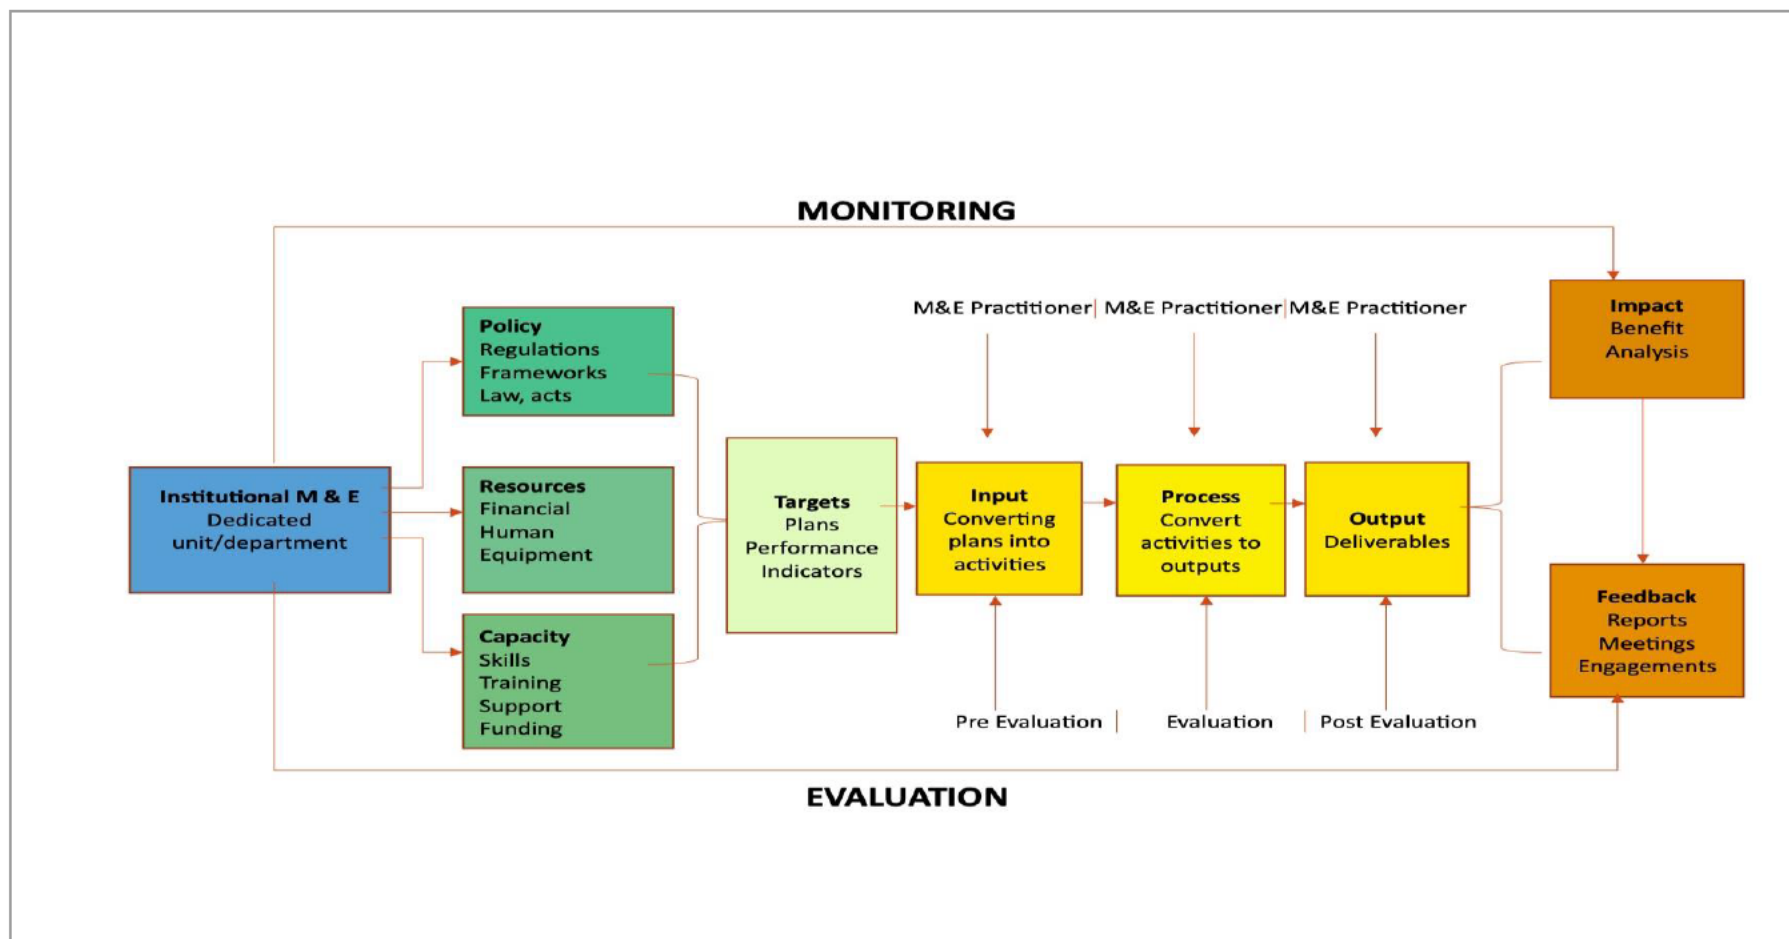 MONITORING
M&E Practitioner
M&E Practitioner
M&E Practitioner
Impact
Benefit
Analysis
Policy
Regulations
Frameworks
Law, acts
Institutional M & E
Dedicated
unit/department
Resources
Financial
Human
Equipment
Capacity
Skills
Training
Support
Funding
Targets
Plans
Performance
Indicators
Input
Converting
plans into
activities
Process
Convert
activities to
outputs
Output
Deliverables
Feedback
Reports
Meetings
Engagements
Pre Evaluation
Evaluation
Post Evaluation
EVALUATION